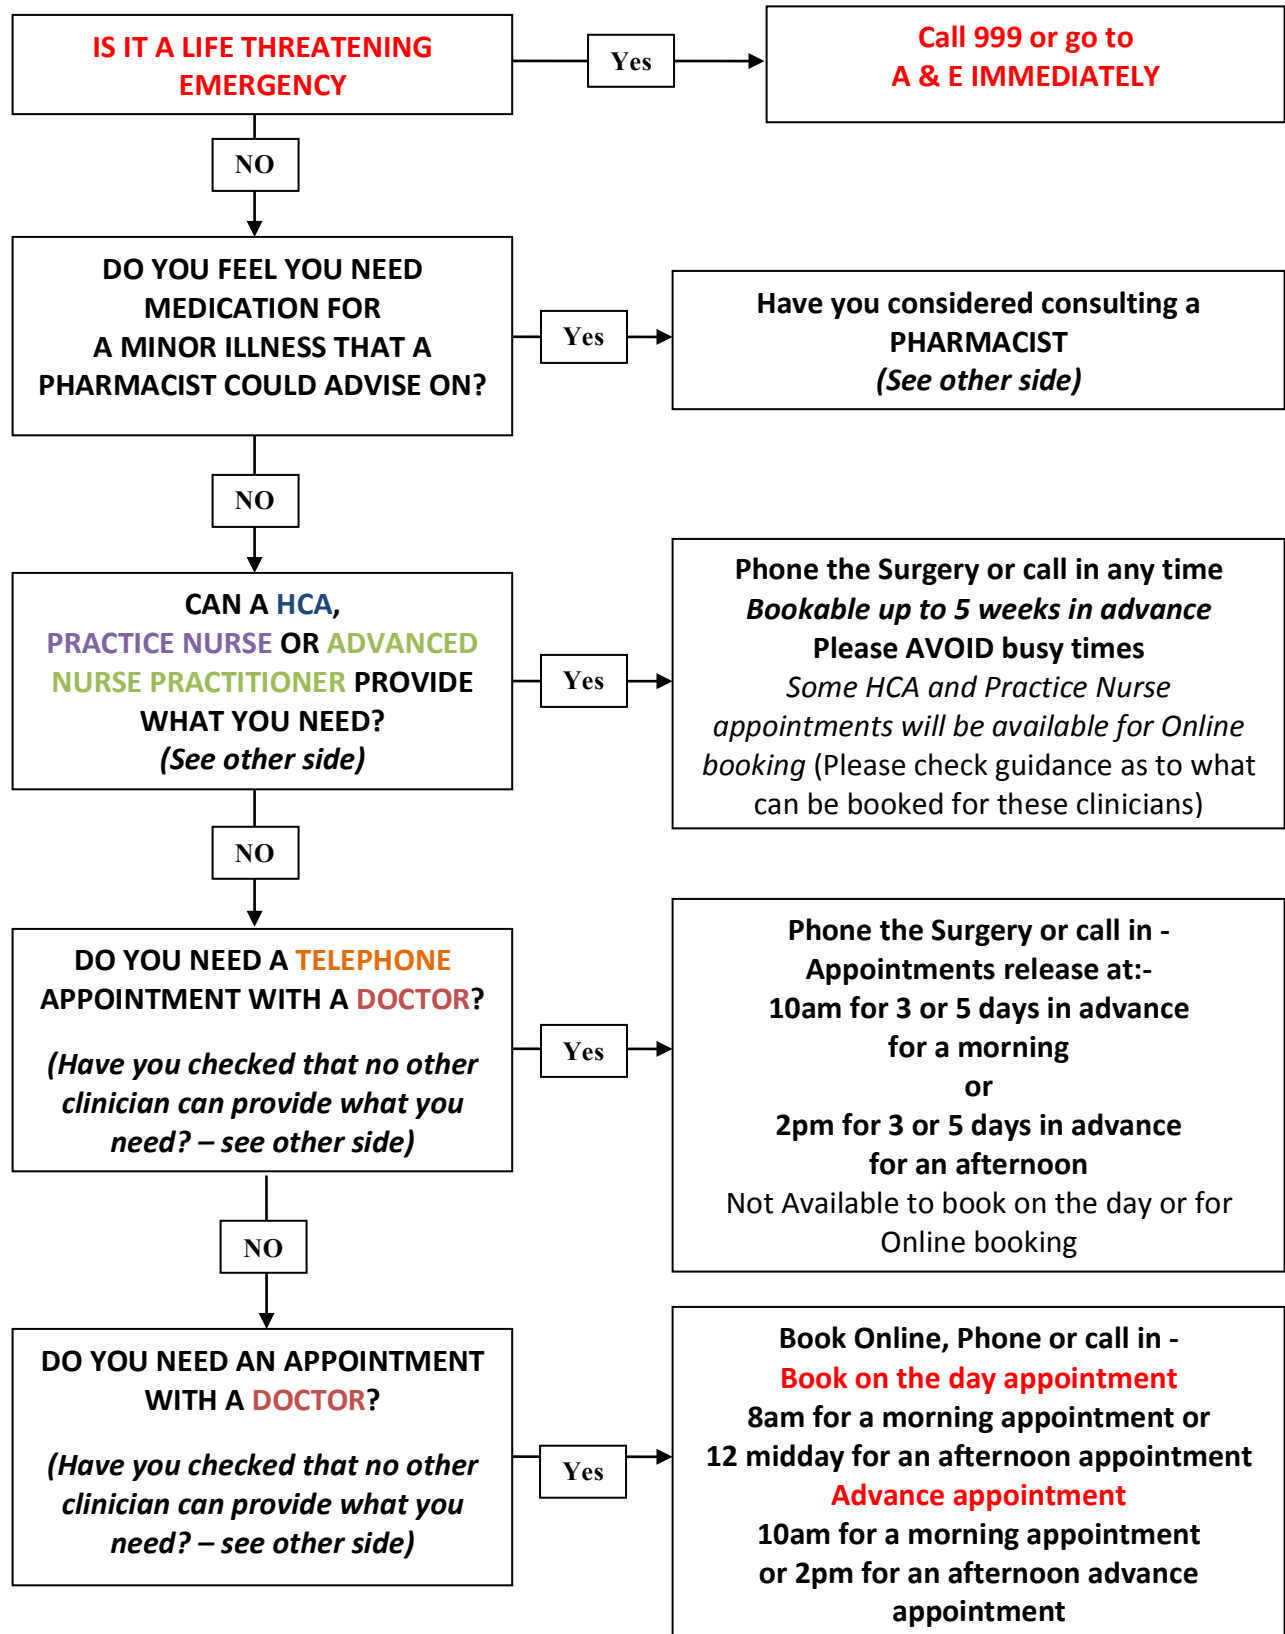 IS IT A LIFE THREATENING
EMERGENCY
Yes
Call 999 or go to
A & E IMMEDIATELY
NO
DO YOU FEEL YOU NEED
MEDICATION FOR
A MINOR ILLNESS THAT A
PHARMACIST COULD ADVISE ON?
Yes
Have you considered consulting a
PHARMACIST
(See other side)
NO
CAN A HCA,
PRACTICE NURSE OR ADVANCED
NURSE PRACTITIONER PROVIDE
WHAT YOU NEED?
(See other side)
Yes
Phone the Surgery or call in any time
Bookable up to 5 weeks in advance
Please AVOID busy times
Some HCA and Practice Nurse
appointments will be available for Online
booking (Please check guidance as to what
can be booked for these clinicians)
NO
DO YOU NEED A TELEPHONE
APPOINTMENT WITH A DOCTOR?
(Have you checked that no other
clinician can provide what you
need? – see other side)
Yes
Phone the Surgery or call in -
Appointments release at:-
10am for 3 or 5 days in advance
for a morning
or
2pm for 3 or 5 days in advance
for an afternoon
Not Available to book on the day or for
Online booking
NO
DO YOU NEED AN APPOINTMENT
WITH A DOCTOR?
(Have you checked that no other
clinician can provide what you
need? – see other side)
Yes
Book Online, Phone or call in -
Book on the day appointment
8am for a morning appointment or
12 midday for an afternoon appointment
Advance appointment
10am for a morning appointment
or 2pm for an afternoon advance
appointment